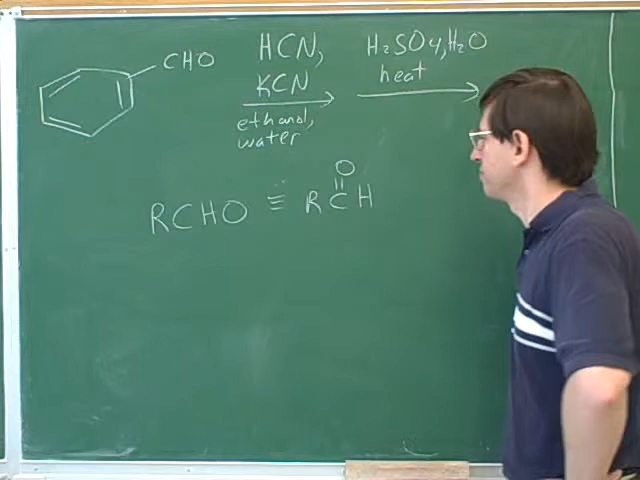 CHO
HCN,
KCN
ethanol,
water
H₂SO₄, H₂O
heat
RCHO ≡ RCH
O